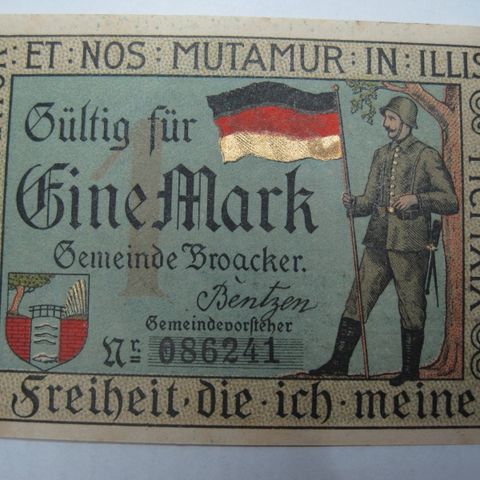 ET · NOS · MUTAMUR · IN · ILLIS
1
Gültig für
Eine Mark
Gemeinde Broacker.
Bentzen
Gemeindevorsteher
Nr. 086241
Freiheit · die · ich · meine